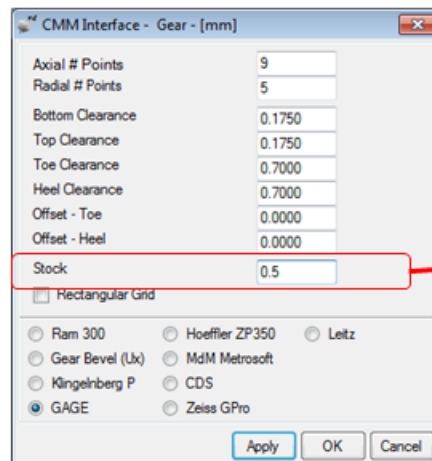 CMM Interface - Gear - [mm]
Axial # Points 9
Radial # Points 5
Bottom Clearance 0.1750
Top Clearance 0.1750
Toe Clearance 0.7000
Heel Clearance 0.7000
Offset - Toe 0.0000
Offset - Heel 0.0000
Stock 0.5
Rectangular Grid
Ram 300 Hoeffler ZP350 Leitz
Gear Bevel (Ux) MdM Metrosoft
Klingelnberg P CDS
GAGE Zeiss GPro
Apply OK Cancel